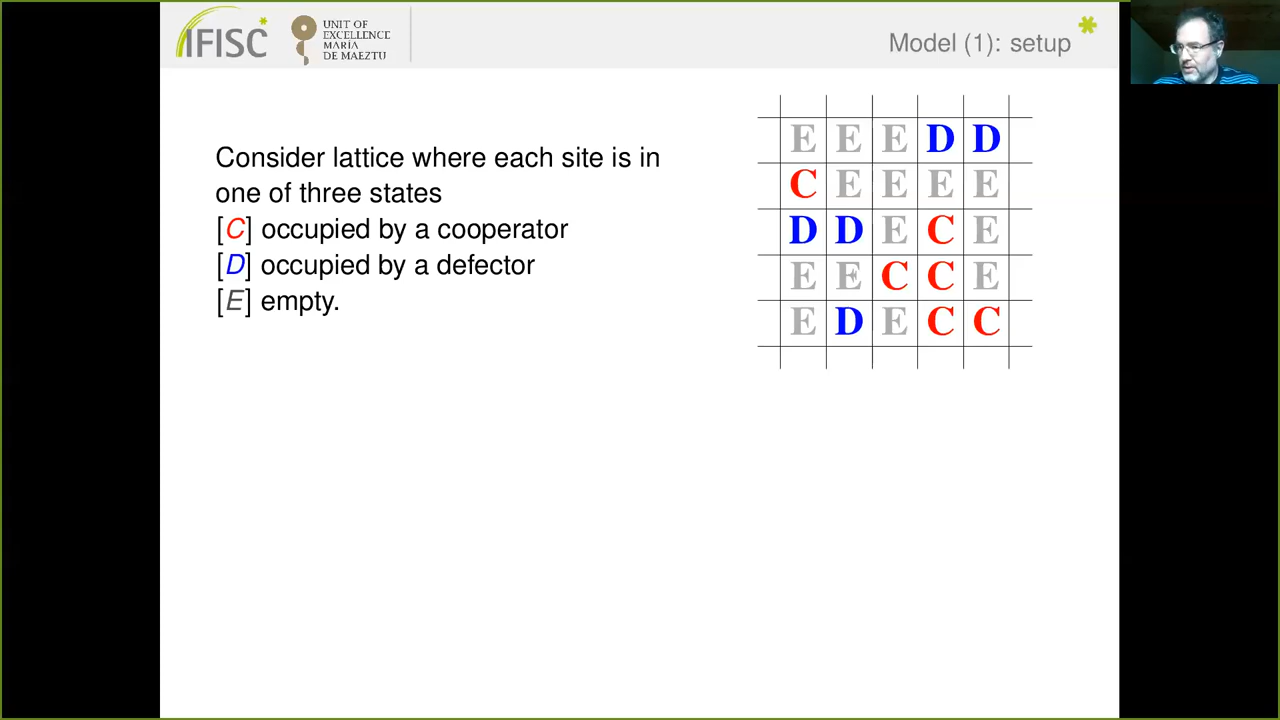 IFISC
UNIT OF
EXCELLENCE
MARÍA
DE MAEZTU
Model (1): setup
Consider lattice where each site is in
one of three states
[C] occupied by a cooperator
[D] occupied by a defector
[E] empty.
E E E D D
C E E E E
D D E C E
E E C C E
E D E C C